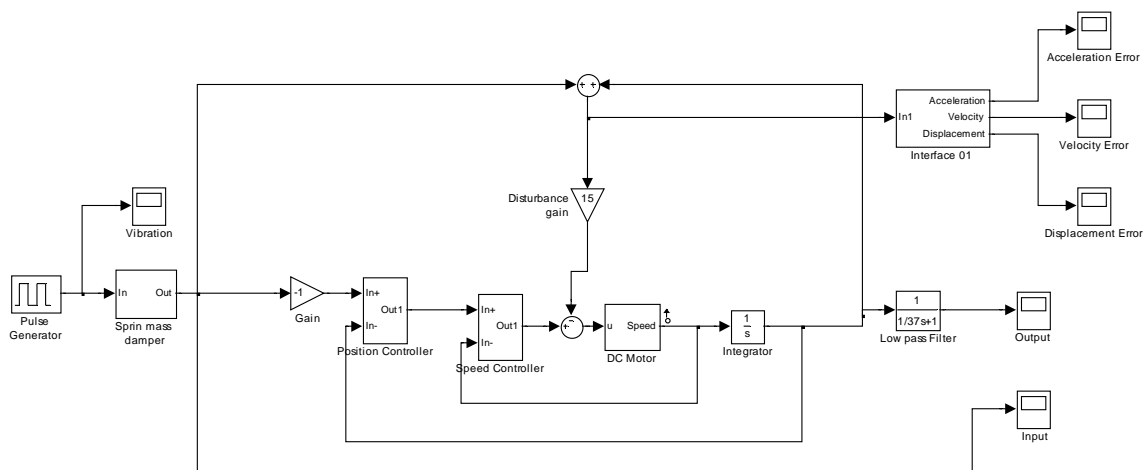 Acceleration Error
+ +
Acceleration
In1
Velocity
Displacement
Interface 01
Velocity Error
Disturbance
gain
15
Vibration
Displacement Error
Pulse
Generator
In
Out
Sprin mass
damper
-1
Gain
In+
Out1
In-
Position Controller
In+
Out1
In-
Speed Controller
+-
u
Speed
DC Motor
1
s
Integrator
1
1/37s+1
Low pass Filter
Output
Input